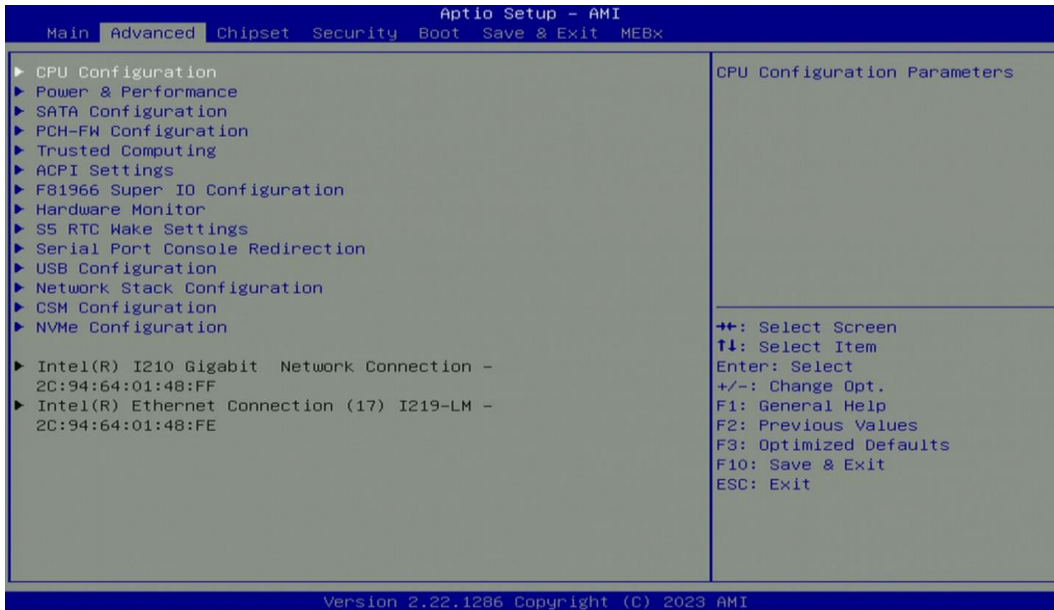 Aptio Setup – AMI
Main Advanced Chipset Security Boot Save & Exit MEBx
CPU Configuration
Power & Performance
SATA Configuration
PCH-FW Configuration
Trusted Computing
ACPI Settings
F81966 Super IO Configuration
Hardware Monitor
S5 RTC Wake Settings
Serial Port Console Redirection
USB Configuration
Network Stack Configuration
CSM Configuration
NVMe Configuration
Intel(R) I210 Gigabit  Network Connection –
2C:94:64:01:48:FF
Intel(R) Ethernet Connection (17) I219-LM –
2C:94:64:01:48:FE
CPU Configuration Parameters
→←: Select Screen
↑↓: Select Item
Enter: Select
+/-: Change Opt.
F1: General Help
F2: Previous Values
F3: Optimized Defaults
F10: Save & Exit
ESC: Exit
Version 2.22.1286 Copyright (C) 2023 AMI